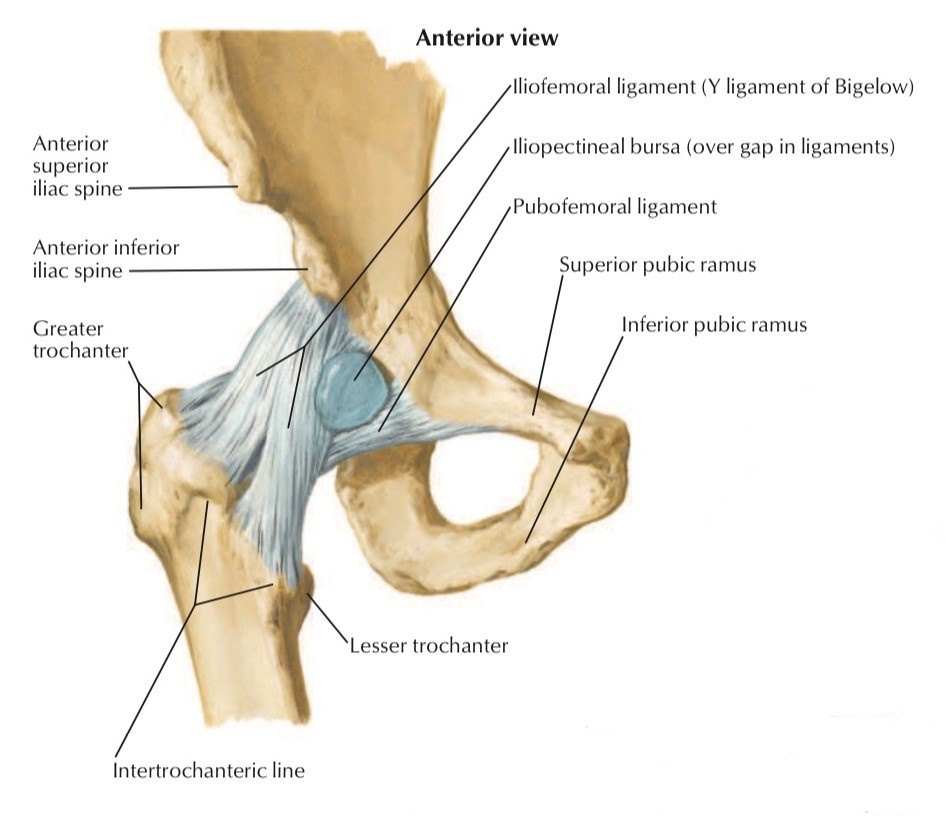 Anterior view
Iliofemoral ligament (Y ligament of Bigelow)
Iliopectineal bursa (over gap in ligaments)
Pubofemoral ligament
Superior pubic ramus
Inferior pubic ramus
Anterior
superior
iliac spine
Anterior inferior
iliac spine
Greater
trochanter
Lesser trochanter
Intertrochanteric line